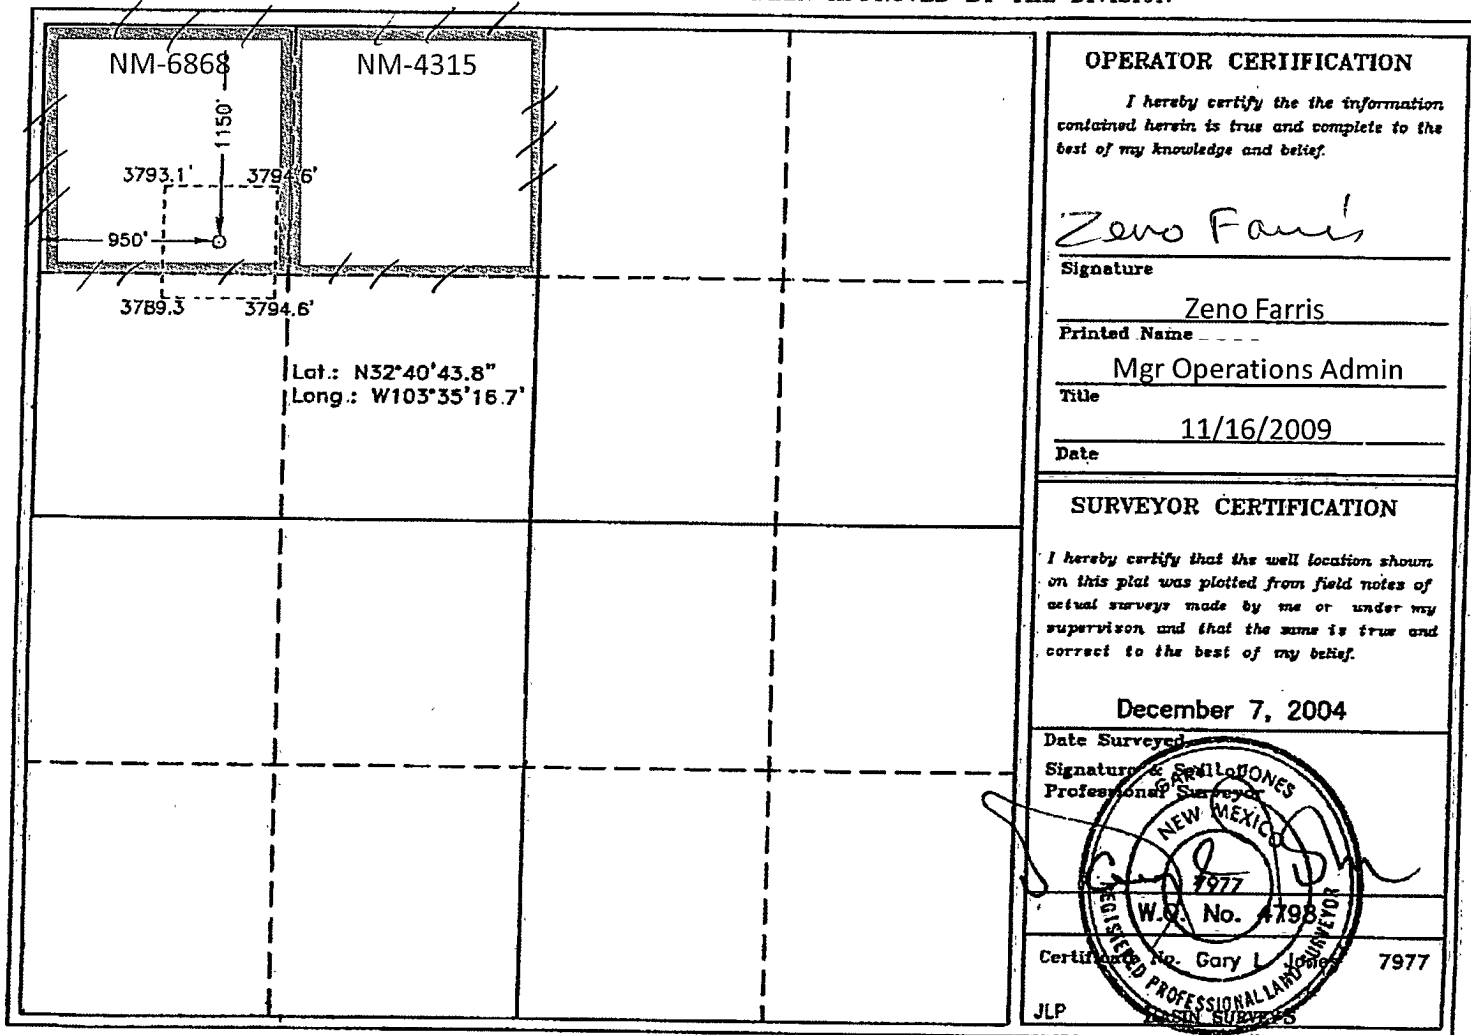 NM-6868
NM-4315
1150'
3793.1'
3794.6'
950'
3789.3
3794.6'
Lat.: N32°40'43.8"
Long.: W103°35'16.7'
OPERATOR CERTIFICATION
I hereby certify the the information
contained herein is true and complete to the
best of my knowledge and belief.
Zeno Farris
Signature
Zeno Farris
Printed Name
Mgr Operations Admin
Title
11/16/2009
Date
SURVEYOR CERTIFICATION
I hereby certify that the well location shown
on this plat was plotted from field notes of
actual surveys made by me or under my
supervison and that the same is true and
correct to the best of my belief.
December 7, 2004
Date Surveyed
Signature & Seal of
Professional Surveyor
GARY L. JONES
NEW MEXICO
7977
REGISTERED PROFESSIONAL LAND SURVEYOR
W.O. No. 4798
Certificate No. Gary L. Jones 7977
JLP
BASIN SURVEYS